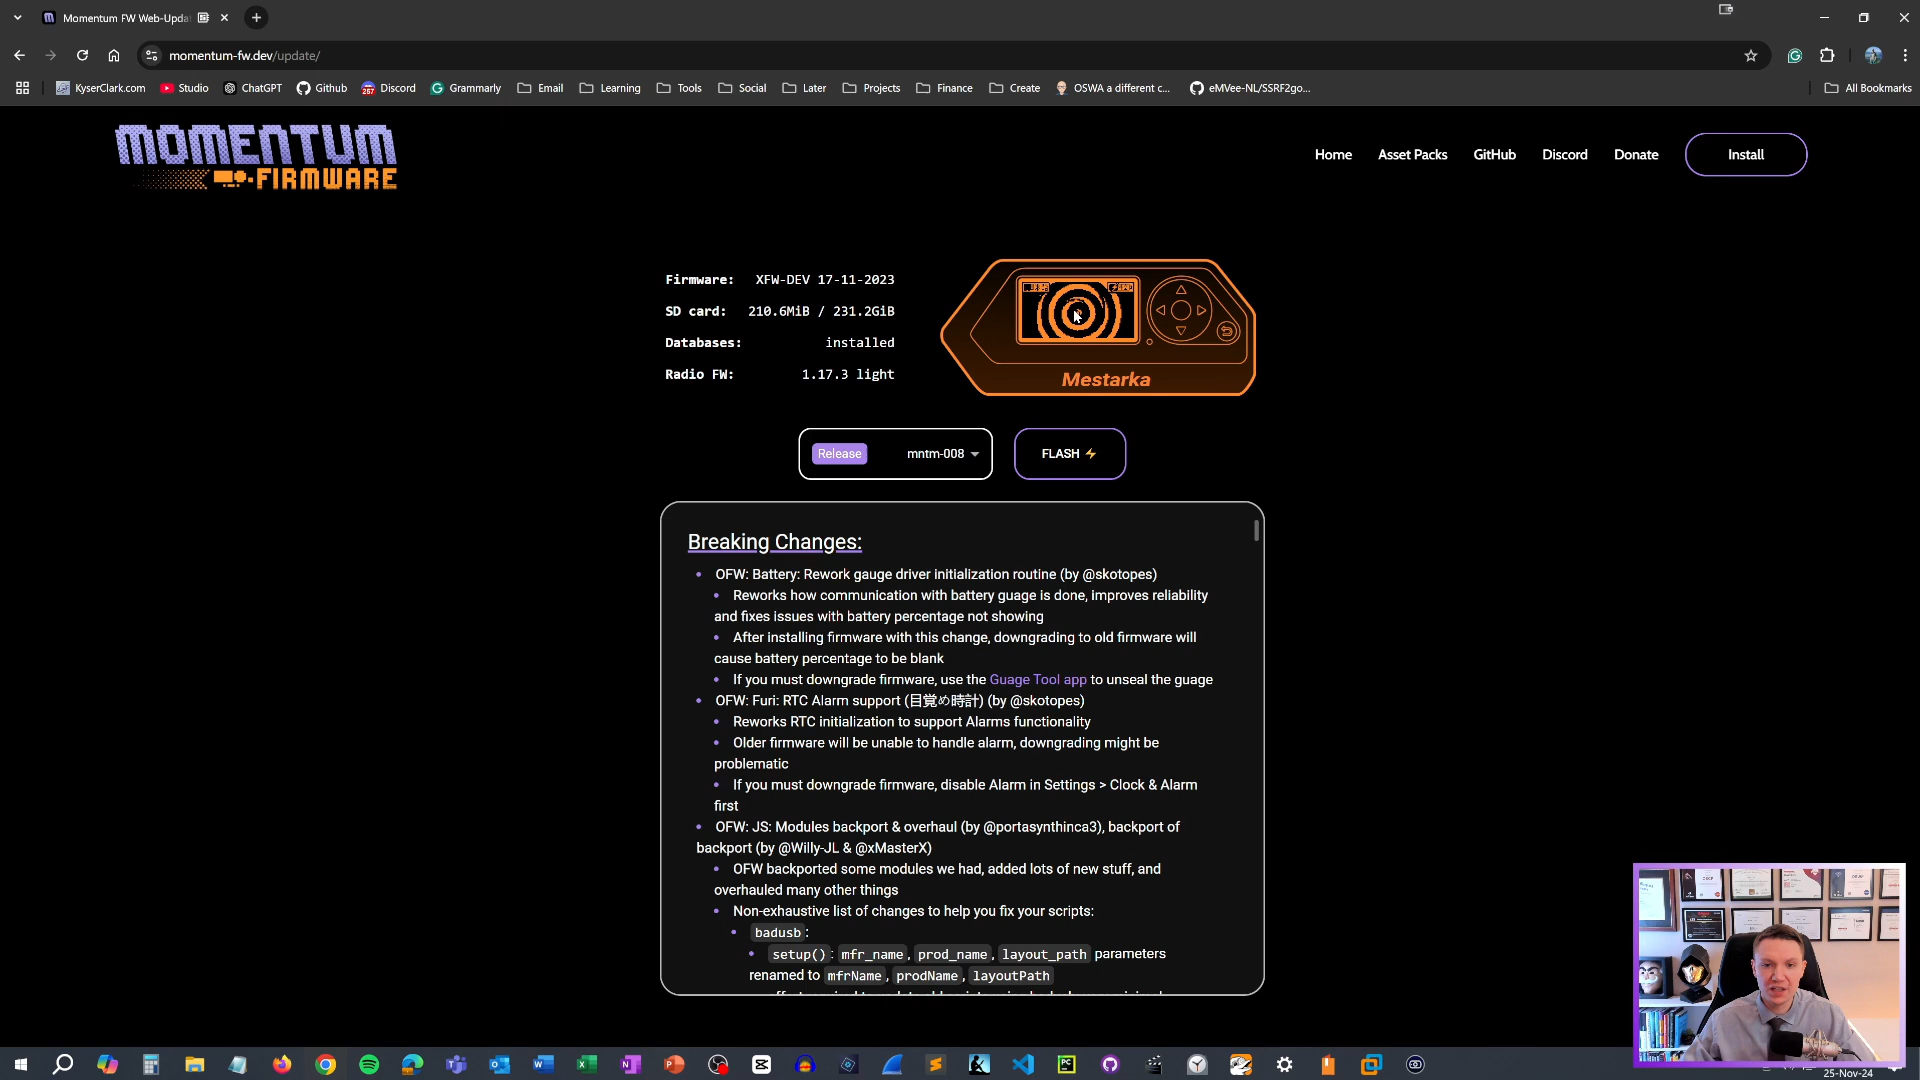 Momentum FW Web-Upda
momentum-fw.dev/update/
KyserClark.com
Studio
ChatGPT
Github
257
Discord
Grammarly
Email
Learning
Tools
Social
Later
Projects
Finance
Create
OSWA a different c...
eMVee-NL/SSRF2go...
All Bookmarks
MOMENTUM
FIRMWARE
Home
Asset Packs
GitHub
Discord
Donate
Install
Firmware: XFW-DEV 17-11-2023
SD card: 210.6MiB / 231.2GiB
Databases: installed
Radio FW: 1.17.3 light
Mestarka
Release mntm-008
FLASH ⚡
Breaking Changes:
• OFW: Battery: Rework gauge driver initialization routine (by @skotopes)
• Reworks how communication with battery guage is done, improves reliability
and fixes issues with battery percentage not showing
• After installing firmware with this change, downgrading to old firmware will
cause battery percentage to be blank
• If you must downgrade firmware, use the Guage Tool app to unseal the guage
• OFW: Furi: RTC Alarm support (目覚め時計) (by @skotopes)
• Reworks RTC initialization to support Alarms functionality
• Older firmware will be unable to handle alarm, downgrading might be
problematic
• If you must downgrade firmware, disable Alarm in Settings > Clock & Alarm
first
• OFW: JS: Modules backport & overhaul (by @portasynthinca3), backport of
backport (by @Willy-JL & @xMasterX)
• OFW backported some modules we had, added lots of new stuff, and
overhauled many other things
• Non-exhaustive list of changes to help you fix your scripts:
• badusb:
• setup(): mfr_name, prod_name, layout_path parameters
renamed to mfrName, prodName, layoutPath
25-Nov-24